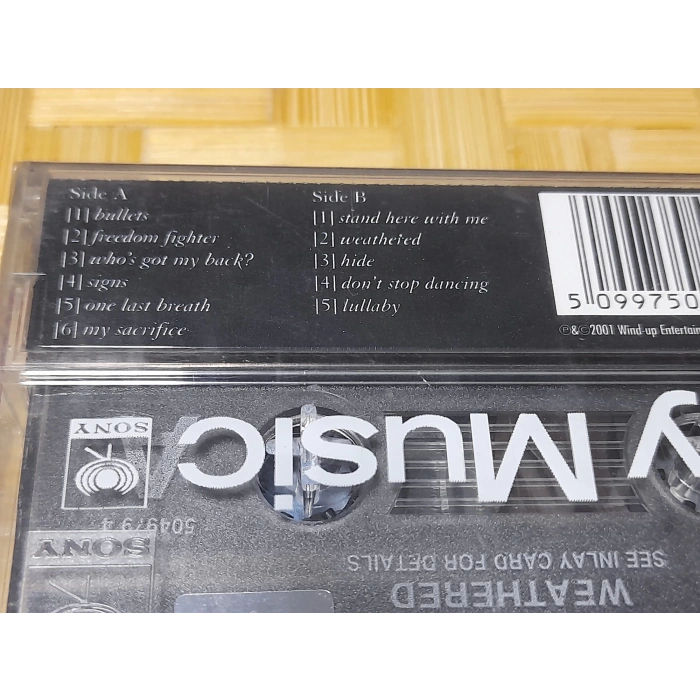 Side A
[1] bullets
[2] freedom fighter
[3] who's got my back?
[4] signs
[5] one last breath
[6] my sacrifice
Side B
[1] stand here with me
[2] weathered
[3] hide
[4] don't stop dancing
[5] lullaby
5 099750
℗&©2001 Wind-up Entertain
SONY
y Music
504979 4
SONY
SEE INLAY CARD FOR DETAILS
WEATHERED